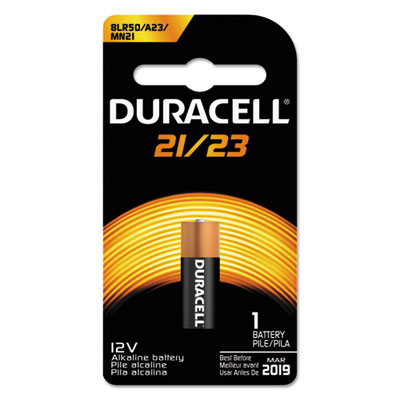 8LR50/A23/
MN21
DURACELL®
21/23
DURACELL
12V
Alkaline battery
Pile alcaline
Pila alcalina
1
BATTERY
PILE/PILA
Best Before
Meilleur Avant
Usar Antes De
MAR
2019